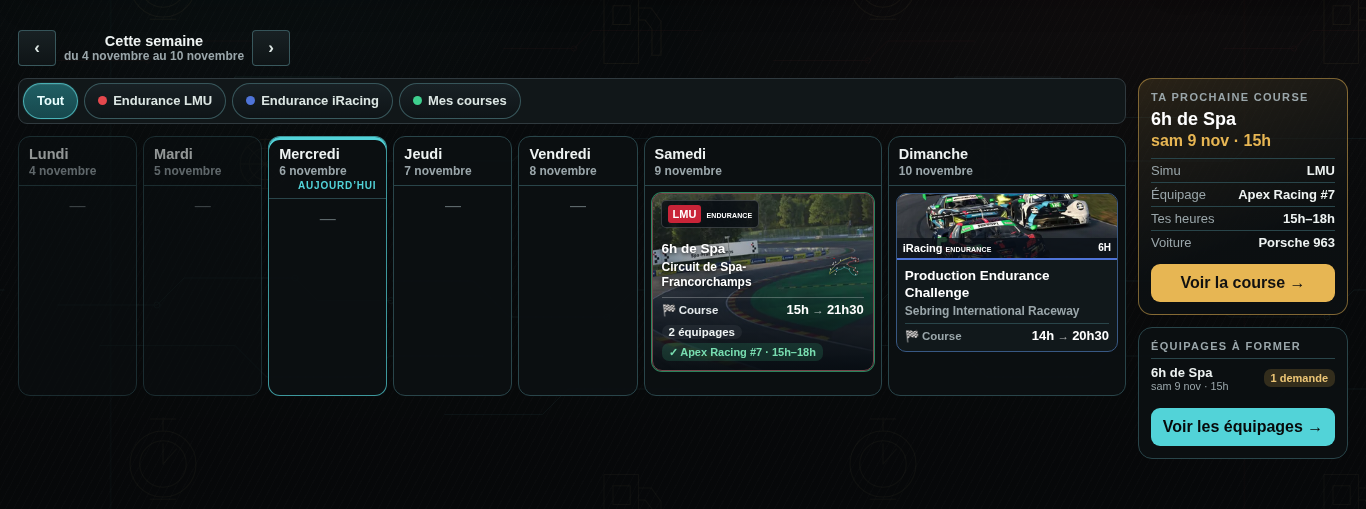 ‹ Cette semaine ›
du 4 novembre au 10 novembre
Tout Endurance LMU Endurance iRacing Mes courses
Lundi
4 novembre
—
Mardi
5 novembre
—
Mercredi
6 novembre
AUJOURD'HUI
—
Jeudi
7 novembre
—
Vendredi
8 novembre
—
Samedi
9 novembre
LMU ENDURANCE
6h de Spa
Circuit de Spa-
Francorchamps
Course 15h → 21h30
2 équipages
✓ Apex Racing #7 · 15h–18h
Dimanche
10 novembre
iRacing ENDURANCE 6H
Production Endurance
Challenge
Sebring International Raceway
Course 14h → 20h30
TA PROCHAINE COURSE
6h de Spa
sam 9 nov · 15h
Simu LMU
Équipage Apex Racing #7
Tes heures 15h–18h
Voiture Porsche 963
Voir la course →
ÉQUIPAGES À FORMER
6h de Spa
sam 9 nov · 15h
1 demande
Voir les équipages →